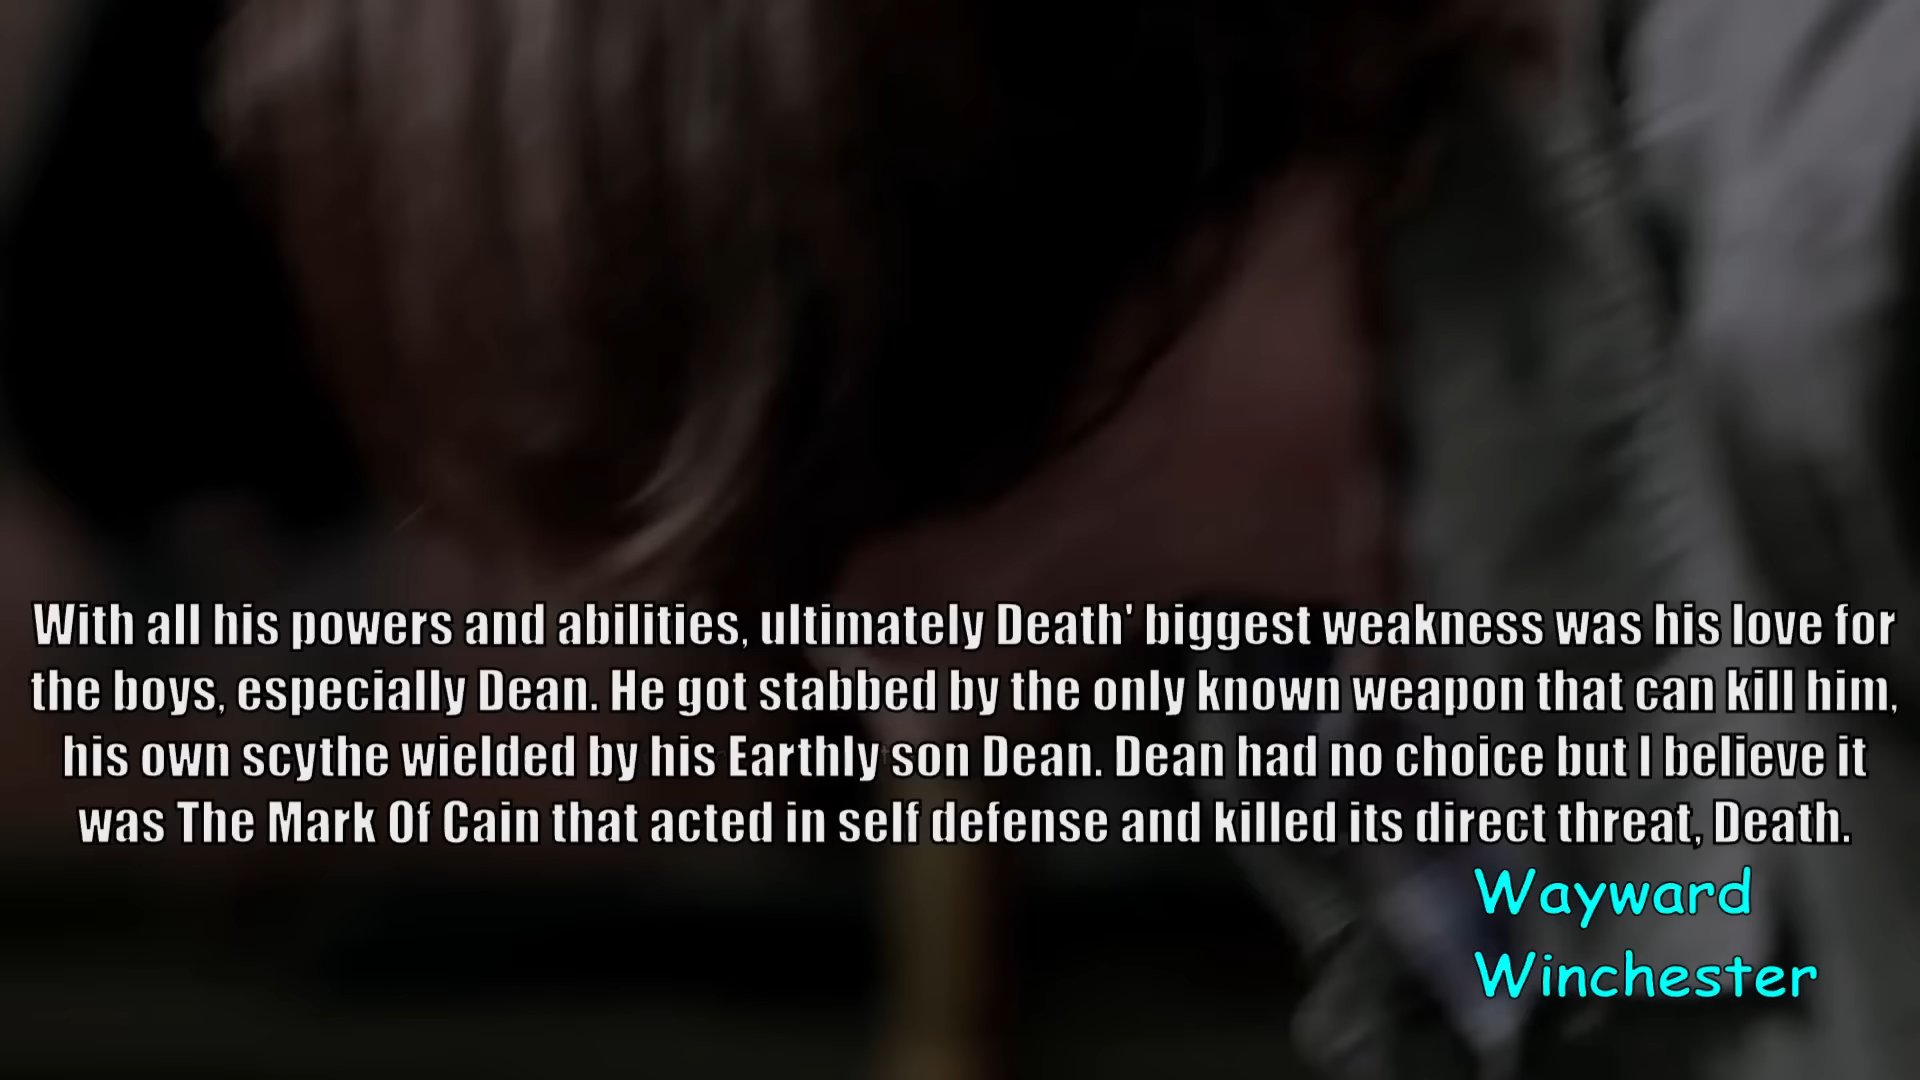 With all his powers and abilities, ultimately Death' biggest weakness was his love for
the boys, especially Dean. He got stabbed by the only known weapon that can kill him,
his own scythe wielded by his Earthly son Dean. Dean had no choice but I believe it
was The Mark Of Cain that acted in self defense and killed its direct threat, Death.
Wayward
Winchester